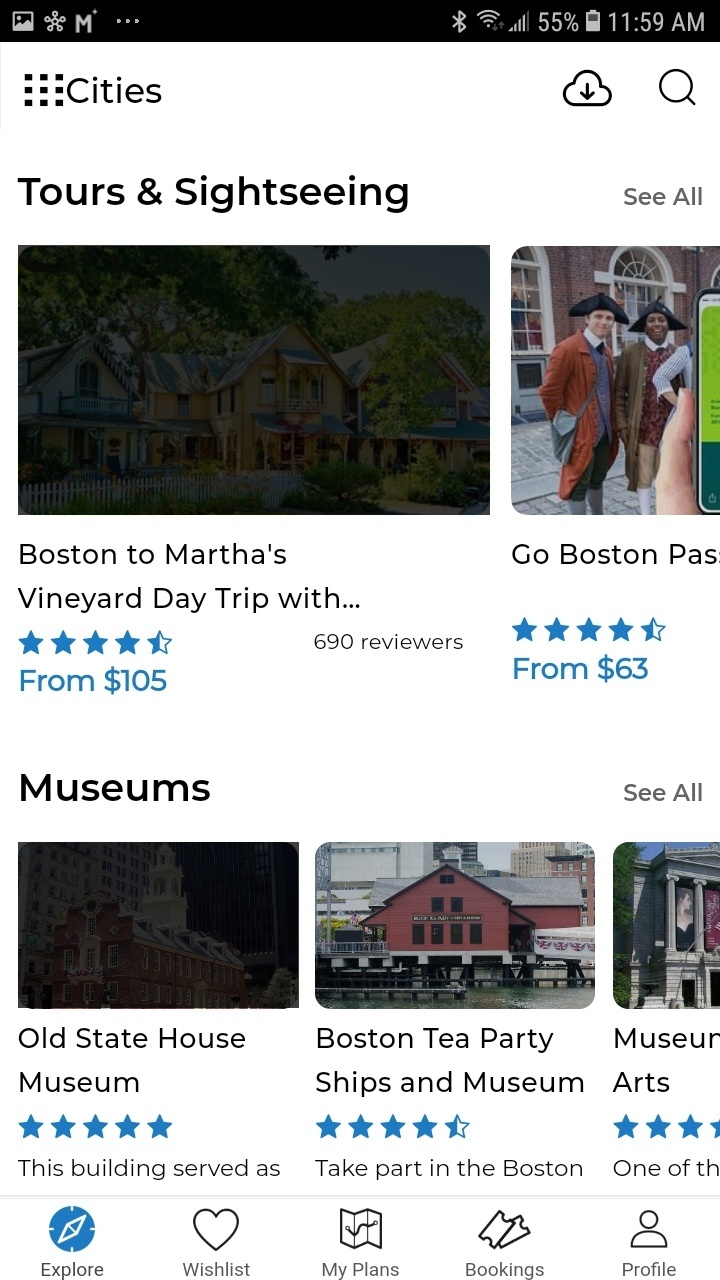 55% 11:59 AM
Cities
Tours & Sightseeing
See All
Boston to Martha's
Vineyard Day Trip with...
690 reviewers
From $105
Go Boston Pas
From $63
Museums
See All
Old State House
Museum
This building served as
Boston Tea Party
Ships and Museum
Take part in the Boston
Museum
Arts
One of th
Explore
Wishlist
My Plans
Bookings
Profile